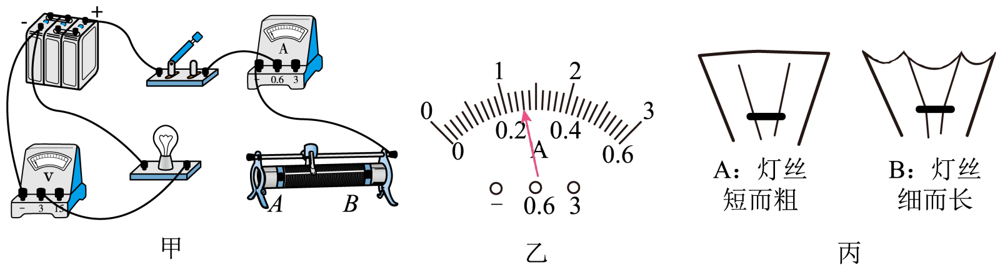 - +
A
- 0.6 3
V
- 3 15
A B
甲
0 1 2 3
0 0.2 0.4 0.6
A
- 0.6 3
乙
A：灯丝
短而粗
B：灯丝
细而长
丙